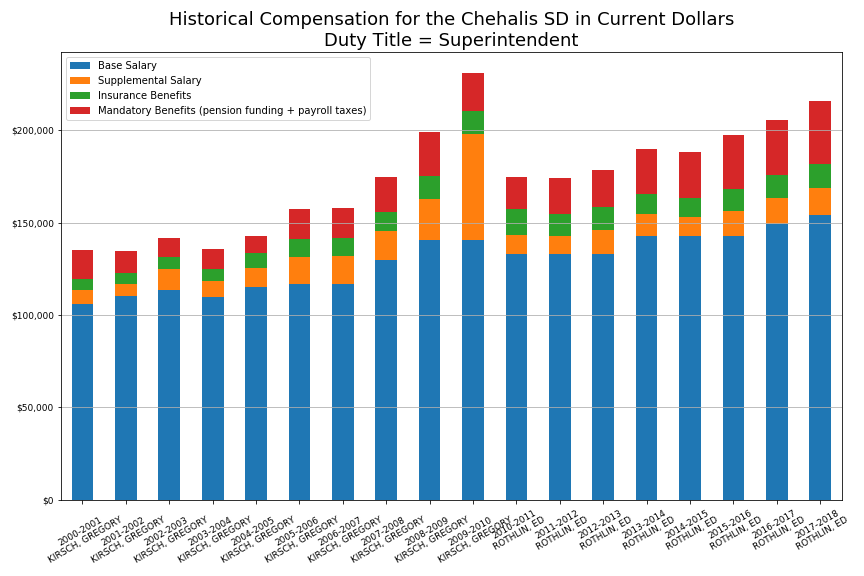 Historical Compensation for the Chehalis SD in Current Dollars
Duty Title = Superintendent
Base Salary
Supplemental Salary
Insurance Benefits
Mandatory Benefits (pension funding + payroll taxes)
$200,000
$150,000
$100,000
$50,000
$0
2000-2001
KIRSCH, GREGORY
2001-2002
KIRSCH, GREGORY
2002-2003
KIRSCH, GREGORY
2003-2004
KIRSCH, GREGORY
2004-2005
KIRSCH, GREGORY
2005-2006
KIRSCH, GREGORY
2006-2007
KIRSCH, GREGORY
2007-2008
KIRSCH, GREGORY
2008-2009
KIRSCH, GREGORY
2009-2010
KIRSCH, GREGORY
2010-2011
ROTHLIN, ED
2011-2012
ROTHLIN, ED
2012-2013
ROTHLIN, ED
2013-2014
ROTHLIN, ED
2014-2015
ROTHLIN, ED
2015-2016
ROTHLIN, ED
2016-2017
ROTHLIN, ED
2017-2018
ROTHLIN, ED